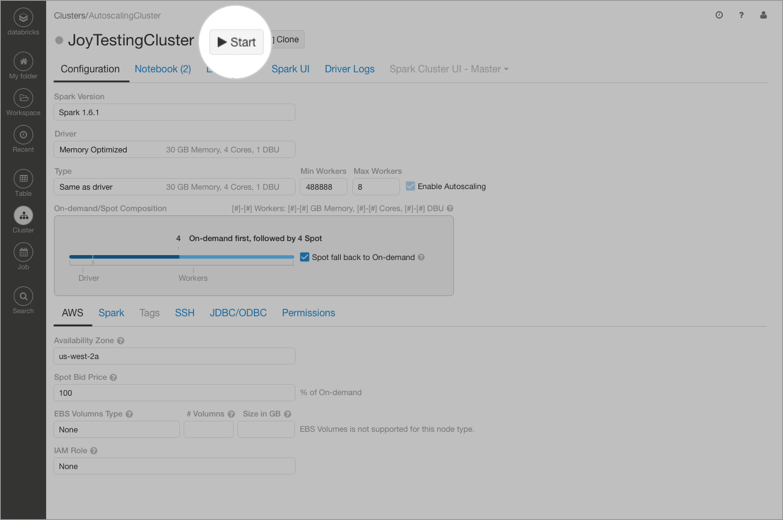 databricks
My folder
Workspace
Recent
Table
Cluster
Job
Search
Clusters/AutoscalingCluster
JoyTestingCluster
Start
Clone
Configuration Notebook (2) Spark UI Driver Logs Spark Cluster UI - Master
Spark Version
Spark 1.6.1
Driver
Memory Optimized 30 GB Memory, 4 Cores, 1 DBU
Type Min Workers Max Workers
Same as driver 30 GB Memory, 4 Cores, 1 DBU 488888 8 Enable Autoscaling
On-demand/Spot Composition [#]-[#] Workers: [#]-[#] GB Memory, [#]-[#] Cores, [#]-[#] DBU ?
4 On-demand first, followed by 4 Spot
Spot fall back to On-demand ?
Driver Workers
AWS Spark Tags SSH JDBC/ODBC Permissions
Availability Zone ?
us-west-2a
Spot Bid Price ?
100 % of On-demand
EBS Volumes Type ? # Volumes ? Size in GB ?
None EBS Volumes is not supported for this node type.
IAM Role ?
None